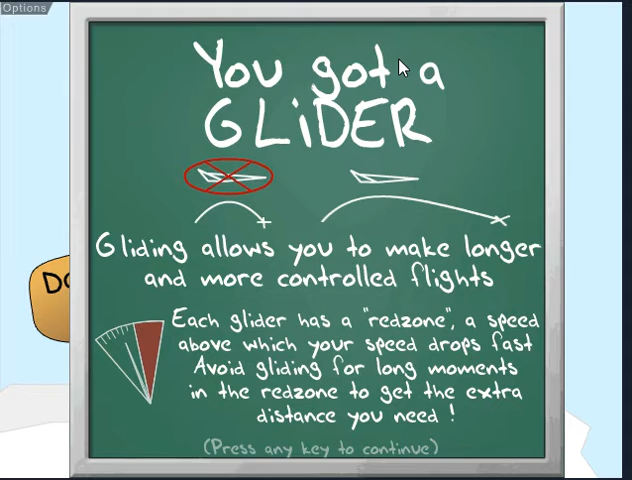 Options
You got a
GLiDER
Gliding allows you to make longer
and more controlled flights
Each glider has a "redzone", a speed
above which your speed drops fast
Avoid gliding for long moments
in the redzone to get the extra
distance you need !
(Press any key to continue)